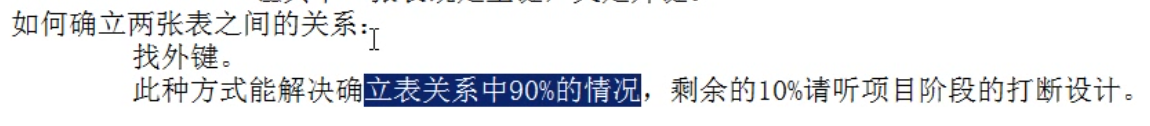 如何确立两张表之间的关系:
找外键。
此种方式能解决确立表关系中90%的情况，剩余的10%请听项目阶段的打断设计。